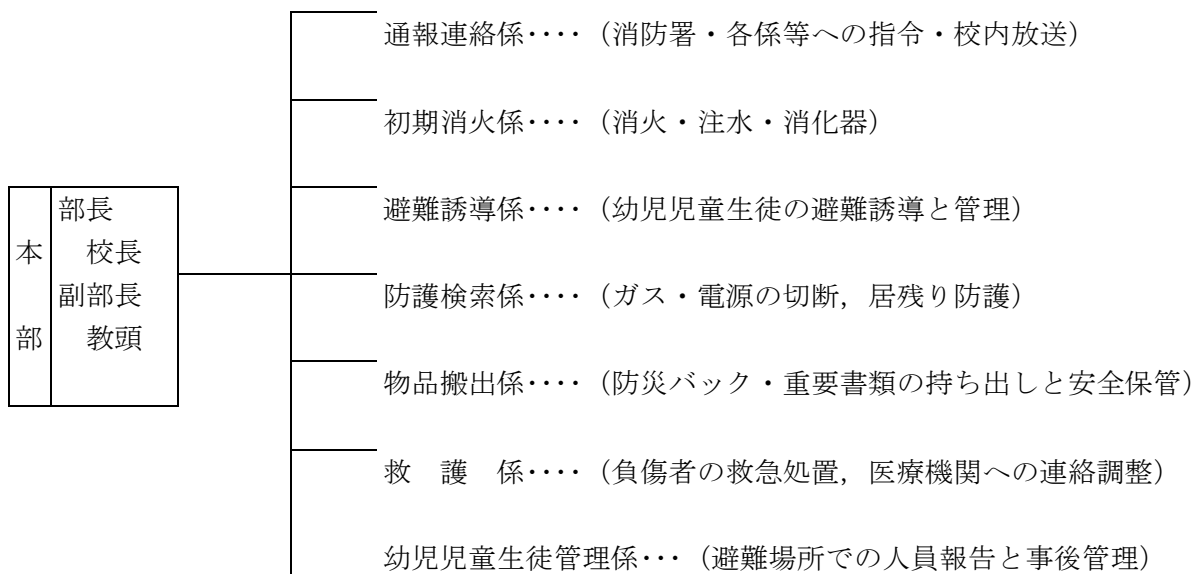 通報連絡係‥‥（消防署・各係等への指令・校内放送）
初期消火係‥‥（消火・注水・消化器）
避難誘導係‥‥（幼児児童生徒の避難誘導と管理）
防護検索係‥‥（ガス・電源の切断，居残り防護）
物品搬出係‥‥（防災バック・重要書類の持ち出しと安全保管）
救　護　係‥‥（負傷者の救急処置，医療機関への連絡調整）
幼児児童生徒管理係…（避難場所での人員報告と事後管理）
本部
部長
校長
副部長
教頭